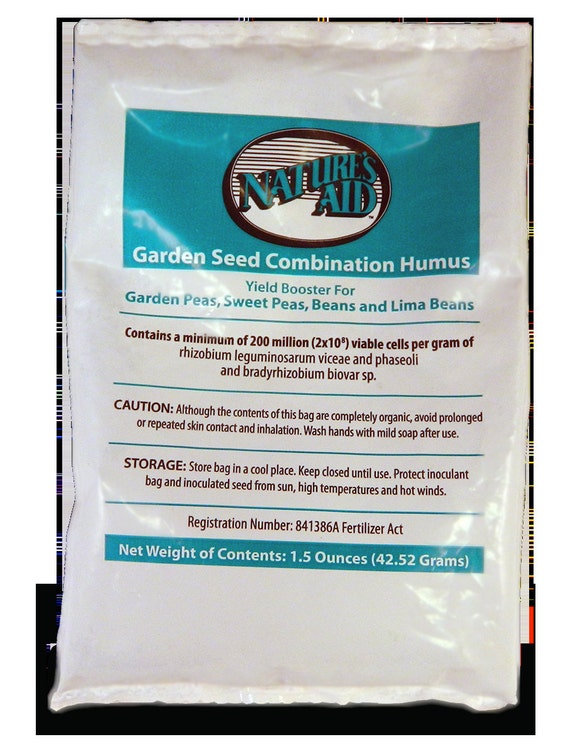 NATURE'S
AID
™
Garden Seed Combination Humus
Yield Booster For
Garden Peas, Sweet Peas, Beans and Lima Beans
Contains a minimum of 200 million (2x10⁸) viable cells per gram of
rhizobium leguminosarum viceae and phaseoli
and bradyrhizobium biovar sp.
CAUTION: Although the contents of this bag are completely organic, avoid prolonged
or repeated skin contact and inhalation. Wash hands with mild soap after use.
STORAGE: Store bag in a cool place. Keep closed until use. Protect inoculant
bag and inoculated seed from sun, high temperatures and hot winds.
Registration Number: 841386A Fertilizer Act
Net Weight of Contents: 1.5 Ounces (42.52 Grams)